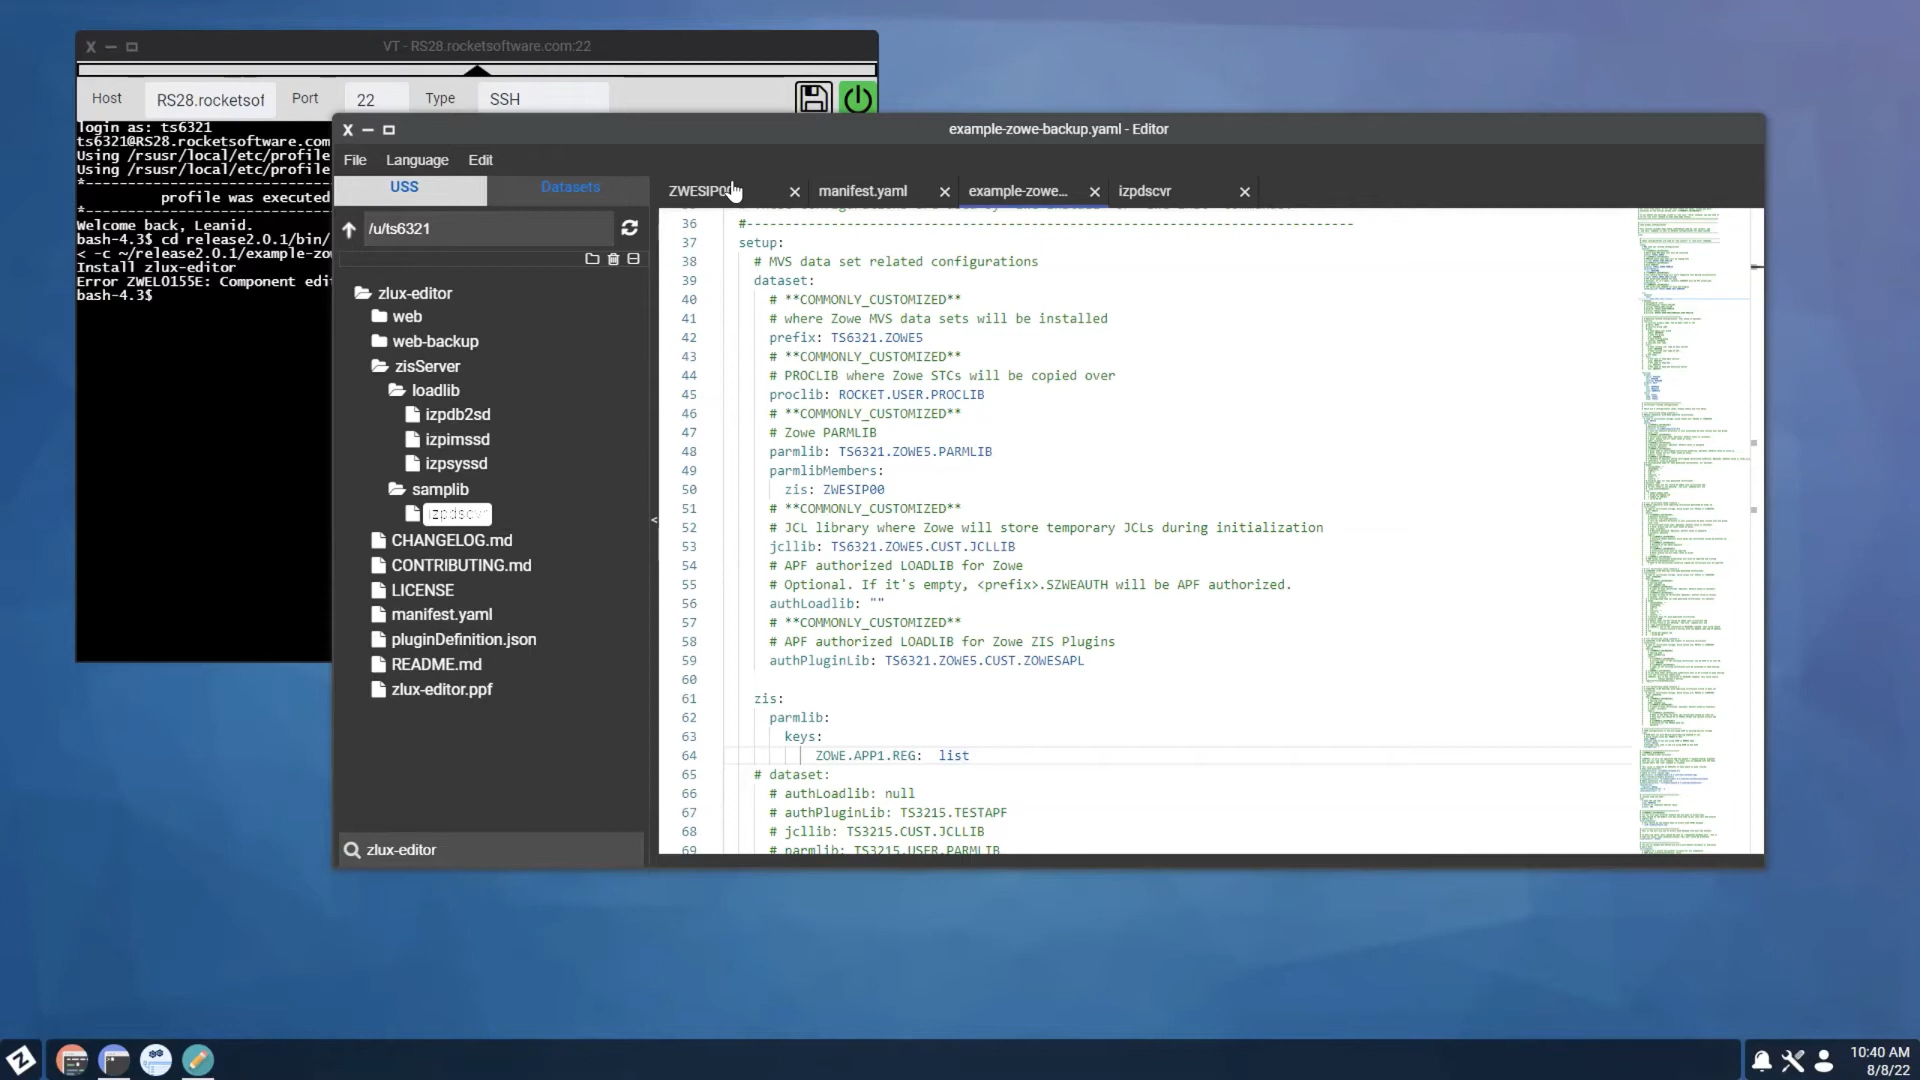 VT - RS28.rocketsoftware.com:22
Host RS28.rocketsof Port 22 Type SSH
login as: ts6321
ts6321@RS28.rocketsoftware.com
Using /rsusr/local/etc/profile
Using /rsusr/local/etc/profile
*--------------------------------
profile was executed
*--------------------------------
Welcome back, Leanid.
bash-4.3$ cd release2.0.1/bin/
< -c ~/release2.0.1/example-zow
Install zlux-editor
Error ZWEL0155E: Component edi
bash-4.3$
example-zowe-backup.yaml - Editor
File Language Edit
USS Datasets
/u/ts6321
zlux-editor
web
web-backup
zisServer
loadlib
izpdb2sd
izpimssd
izpsyssd
samplib
izpdscvr
CHANGELOG.md
CONTRIBUTING.md
LICENSE
manifest.yaml
pluginDefinition.json
README.md
zlux-editor.ppf
zlux-editor
ZWESIP00 manifest.yaml example-zowe... izpdscvr
36 #-------------------------------------------------------------------------------
37 setup:
38 # MVS data set related configurations
39 dataset:
40 # **COMMONLY_CUSTOMIZED**
41 # where Zowe MVS data sets will be installed
42 prefix: TS6321.ZOWE5
43 # **COMMONLY_CUSTOMIZED**
44 # PROCLIB where Zowe STCs will be copied over
45 proclib: ROCKET.USER.PROCLIB
46 # **COMMONLY_CUSTOMIZED**
47 # Zowe PARMLIB
48 parmlib: TS6321.ZOWE5.PARMLIB
49 parmlibMembers:
50 zis: ZWESIP00
51 # **COMMONLY_CUSTOMIZED**
52 # JCL library where Zowe will store temporary JCLs during initialization
53 jcllib: TS6321.ZOWE5.CUST.JCLLIB
54 # APF authorized LOADLIB for Zowe
55 # Optional. If it's empty, <prefix>.SZWEAUTH will be APF authorized.
56 authLoadlib: ""
57 # **COMMONLY_CUSTOMIZED**
58 # APF authorized LOADLIB for Zowe ZIS Plugins
59 authPluginLib: TS6321.ZOWE5.CUST.ZOWESAPL
60
61 zis:
62 parmlib:
63 keys:
64 ZOWE.APP1.REG: list
65 # dataset:
66 # authLoadlib: null
67 # authPluginLib: TS3215.TESTAPF
68 # jcllib: TS3215.CUST.JCLLIB
69 # parmlib: TS3215.USER.PARMLIB
10:40 AM
8/8/22